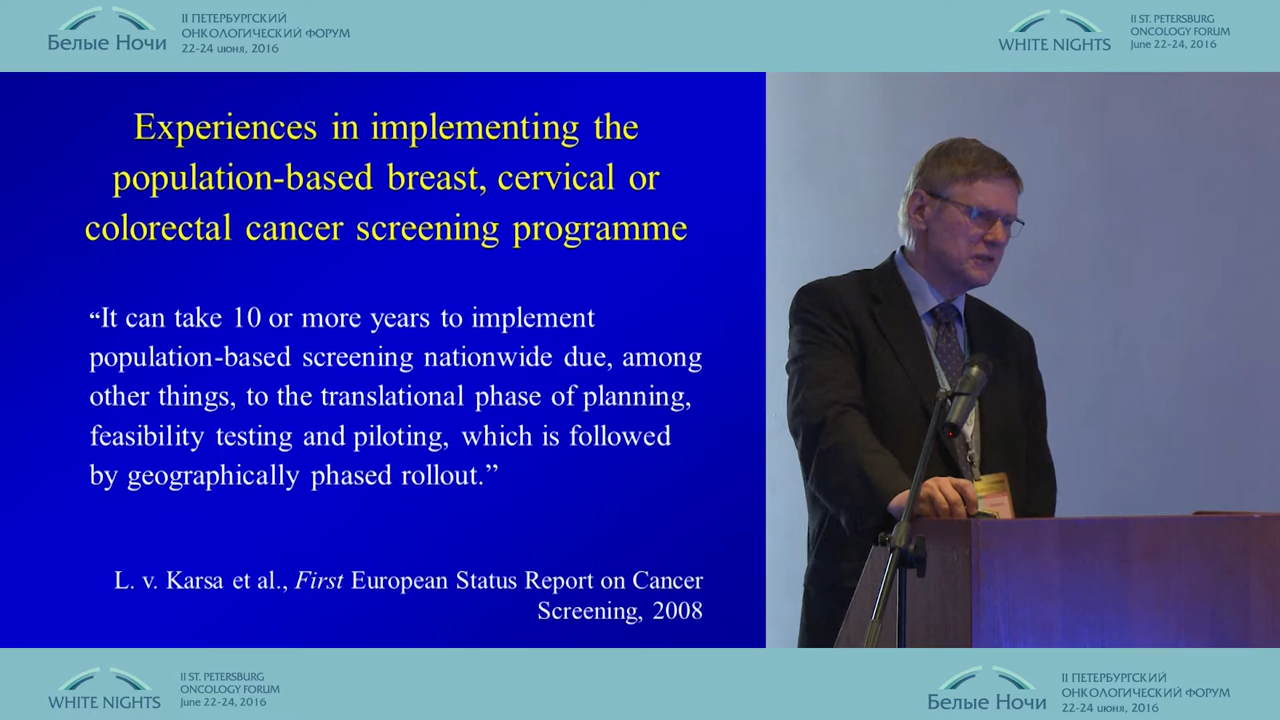 Белые Ночи
II ПЕТЕРБУРГСКИЙ
ОНКОЛОГИЧЕСКИЙ ФОРУМ
22-24 июня, 2016
WHITE NIGHTS
II ST. PETERSBURG
ONCOLOGY FORUM
June 22-24, 2016
Experiences in implementing the
population-based breast, cervical or
colorectal cancer screening programme
“It can take 10 or more years to implement
population-based screening nationwide due, among
other things, to the translational phase of planning,
feasibility testing and piloting, which is followed
by geographically phased rollout.”
L. v. Karsa et al., First European Status Report on Cancer
Screening, 2008
WHITE NIGHTS
II ST. PETERSBURG
ONCOLOGY FORUM
June 22-24, 2016
Белые Ночи
II ПЕТЕРБУРГСКИЙ
ОНКОЛОГИЧЕСКИЙ ФОРУМ
22-24 июня, 2016